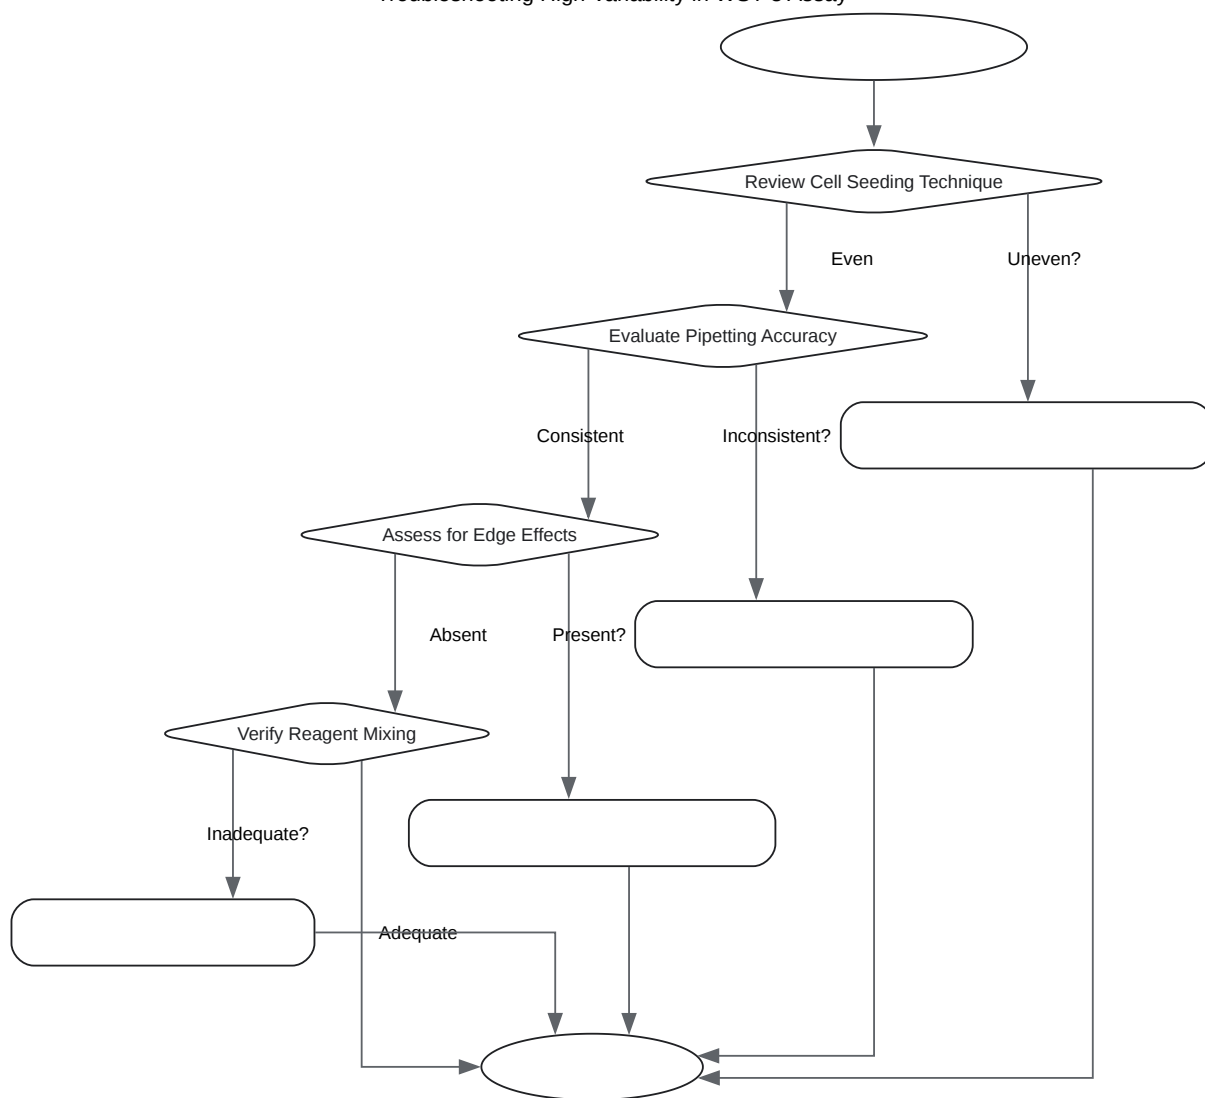 Review Cell Seeding Technique
Even
Uneven?
Evaluate Pipetting Accuracy
Consistent
Inconsistent?
Assess for Edge Effects
Absent
Present?
Verify Reagent Mixing
Inadequate?
Adequate